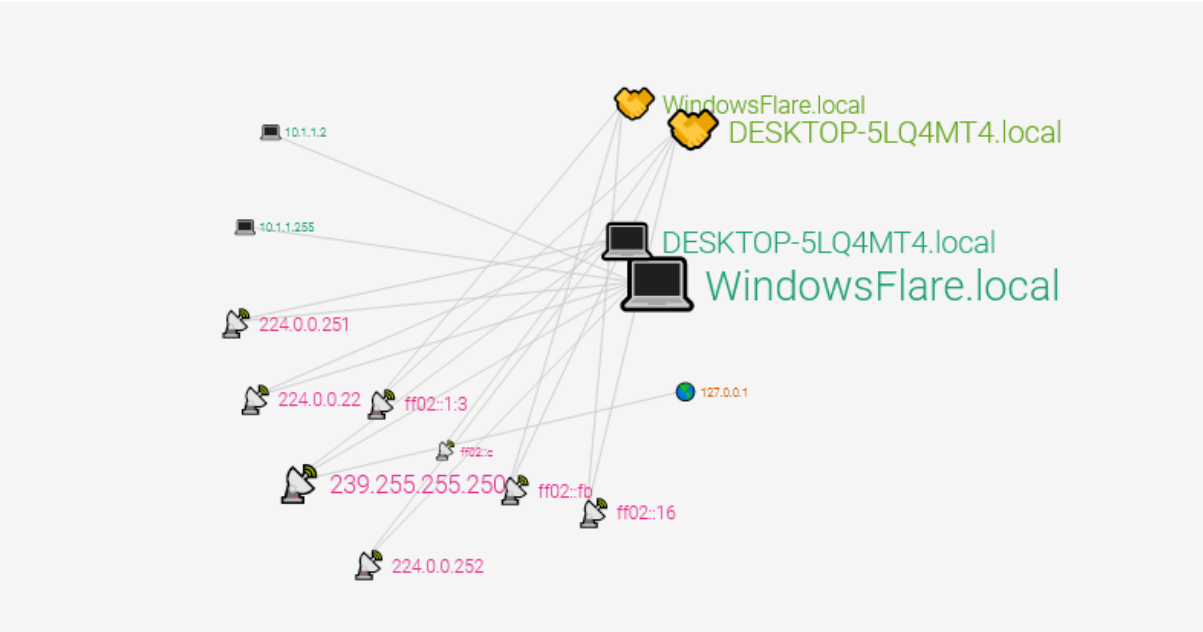 WindowsFlare.local
DESKTOP-5LQ4MT4.local
10.1.1.2
10.1.1.255
DESKTOP-5LQ4MT4.local
WindowsFlare.local
224.0.0.251
127.0.0.1
224.0.0.22
ff02::1:3
ff02::c
239.255.255.250
ff02::fb
ff02::16
224.0.0.252